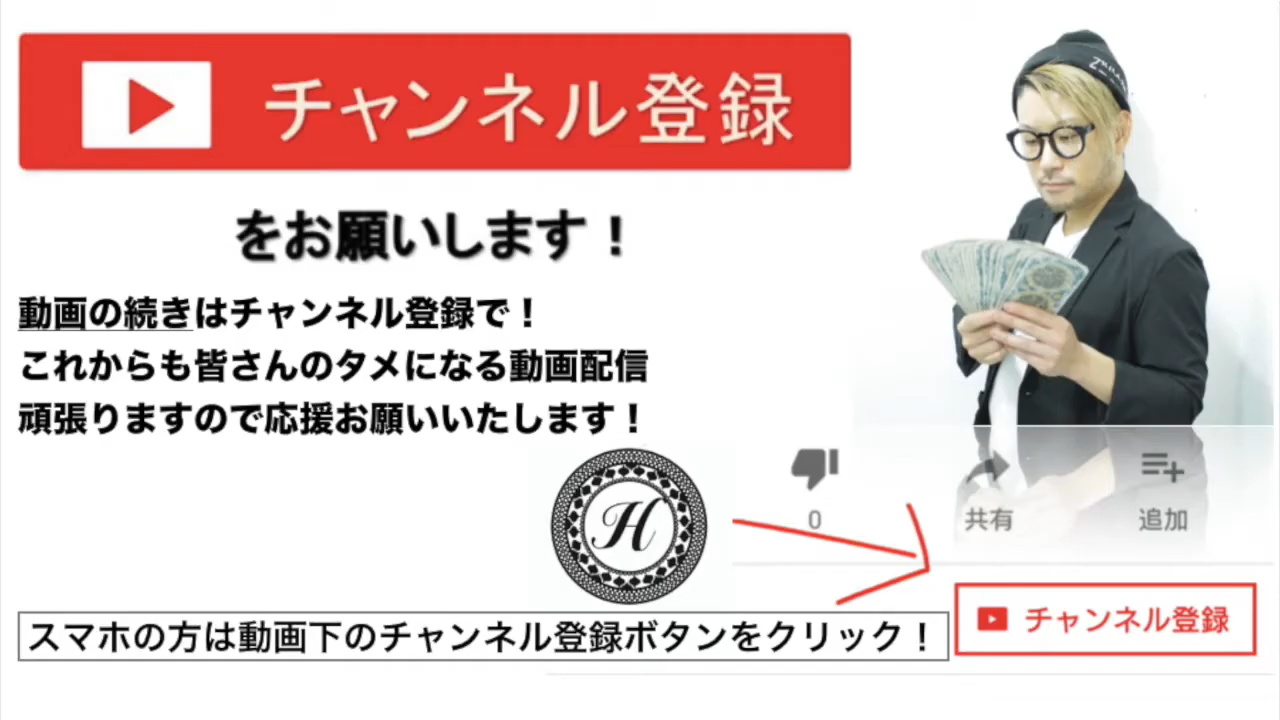 チャンネル登録
をお願いします！
動画の続きはチャンネル登録で！
これからも皆さんのタメになる動画配信
頑張りますので応援お願いいたします！
H
0
共有
追加
スマホの方は動画下のチャンネル登録ボタンをクリック！
チャンネル登録